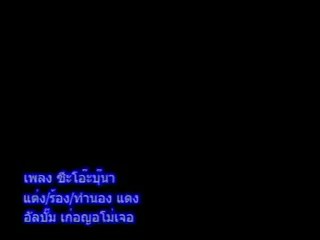 เพลง ซีะโอ๊ะบุ๊นา
แต่ง/ร้อง/ทำนอง แดง
อัลบั้ม เก่อญอโม่เจอ